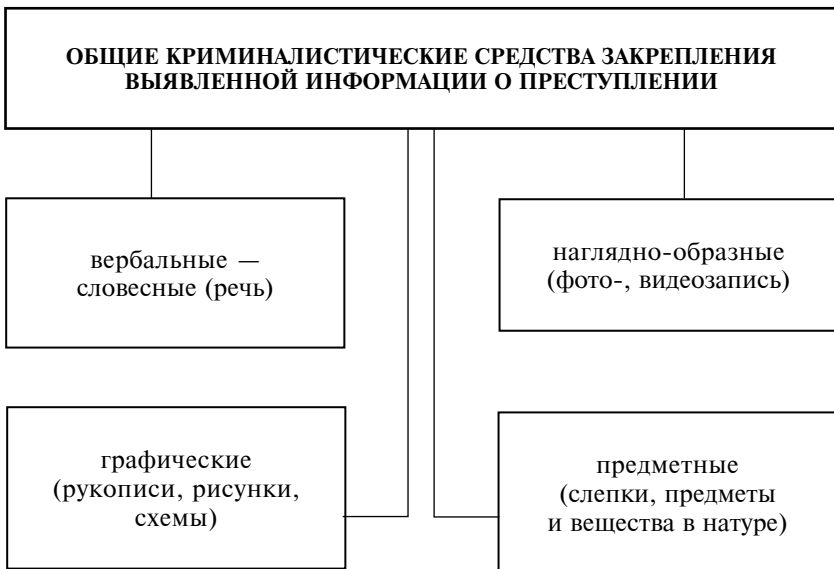 ОБЩИЕ КРИМИНАЛИСТИЧЕСКИЕ СРЕДСТВА ЗАКРЕПЛЕНИЯ
ВЫЯВЛЕННОЙ ИНФОРМАЦИИ О ПРЕСТУПЛЕНИИ
вербальные —
словесные (речь)
наглядно-образные
(фото-, видеозапись)
графические
(рукописи, рисунки,
схемы)
предметные
(слепки, предметы
и вещества в натуре)